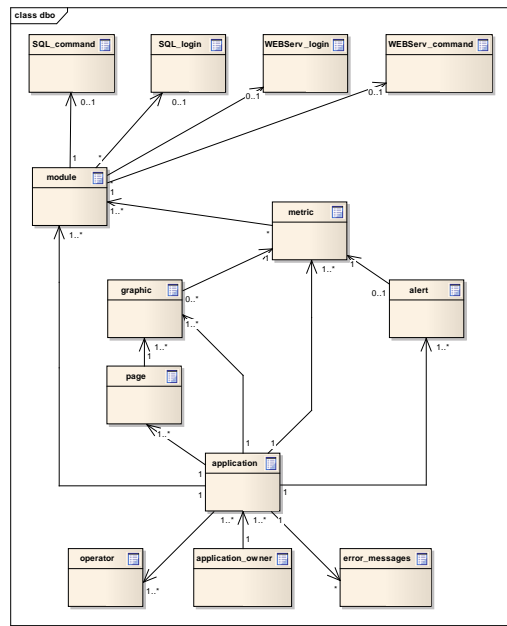 class dbo
SQL_command
SQL_login
WEBServ_login
WEBServ_command
0..1
0..1
0..1
0..1
1
*
*
1
module
1..*
1..*
metric
*
1
1..*
1
graphic
0..*
1..*
alert
0..1
1..*
1..*
1
page
1..*
1
1
application
1
1
1
1..*
1..*
1
1
operator
1..*
application_owner
error_messages
*